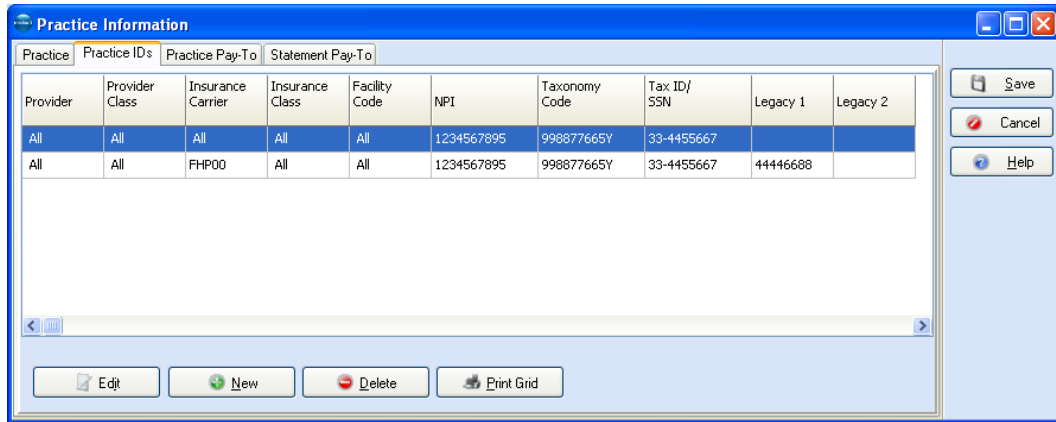 Practice Information
Practice Practice IDs Practice Pay-To Statement Pay-To
Provider Provider Class Insurance Carrier Insurance Class Facility Code NPI Taxonomy Code Tax ID/ SSN Legacy 1 Legacy 2
All All All All All 1234567895 998877665Y 33-4455667
All All FHP00 All All 1234567895 998877665Y 33-4455667 44446688
Save
Cancel
Help
Edit New Delete Print Grid